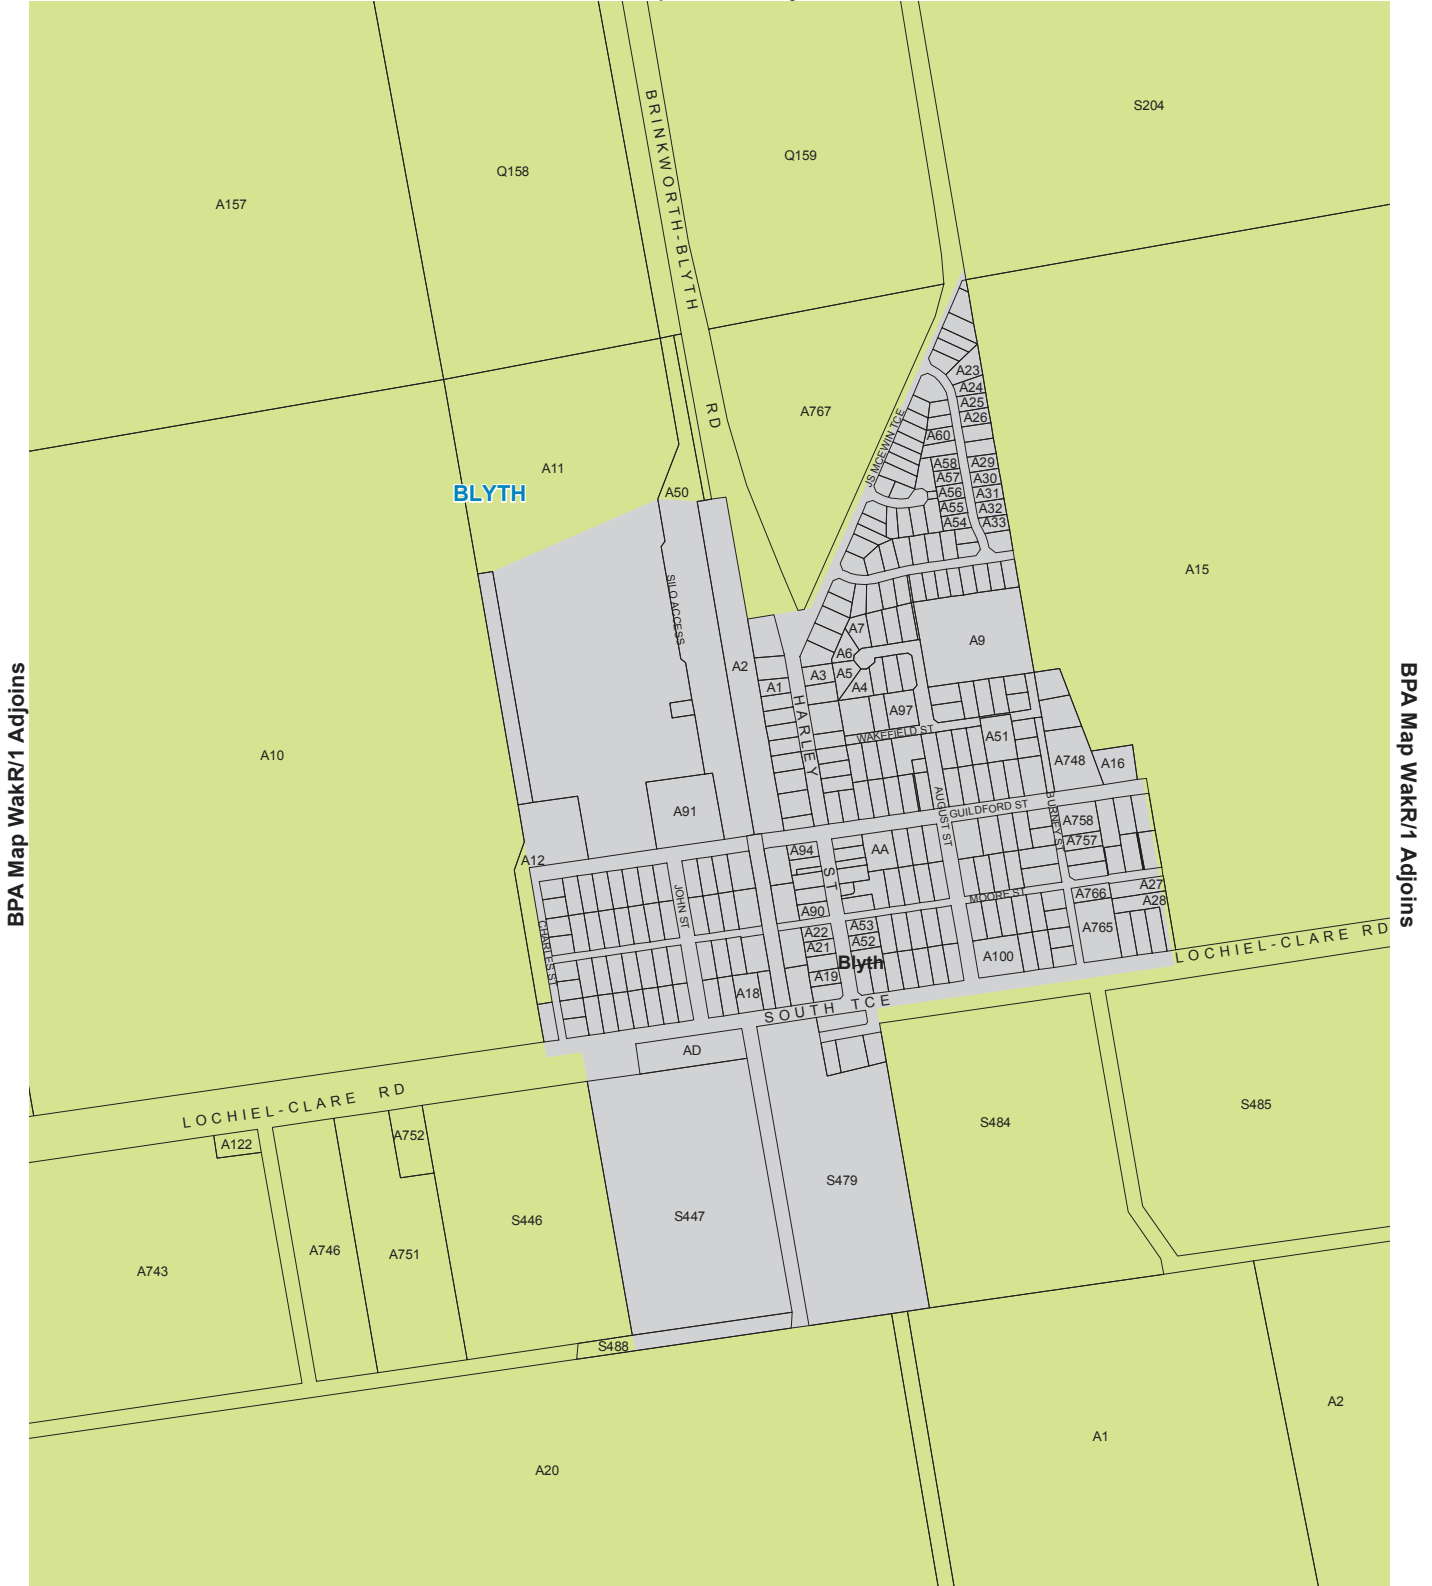 S204
Q159
Q158
A157
BRINKWORTH-BLYTH
RD
A23
A24
A25
A26
A767
JS MCEWIN TCE
A60
A11
BLYTH
A50
A58
A57
A56
A55
A54
A29
A30
A31
A32
A33
A15
SILO ACCESS
A7
A6
A9
A2
A3
A5
A4
A1
HARLEY
A97
WAKEFIELD ST
A51
A748
A16
A10
BPA Map WakR/1 Adjoins
BPA Map WakR/1 Adjoins
A91
AUGUST ST
GUILDFORD ST
BURNEY ST
A758
A757
A94
AA
ST
A12
JOHN ST
MOORE ST
A766
A27
A28
A90
A22
A21
A53
A52
A765
CHARLES ST
Blyth
A100
LOCHIEL-CLARE RD
A19
A18
SOUTH TCE
AD
LOCHIEL-CLARE RD
A122
A752
S484
S485
S479
S447
S446
A746
A751
A743
S488
A2
A1
A20